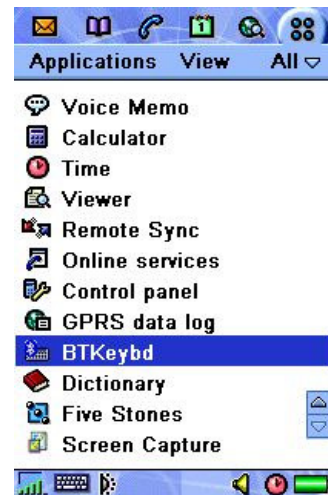 Applications View All
Voice Memo
Calculator
Time
Viewer
Remote Sync
Online services
Control panel
GPRS data log
BTKeybd
Dictionary
Five Stones
Screen Capture